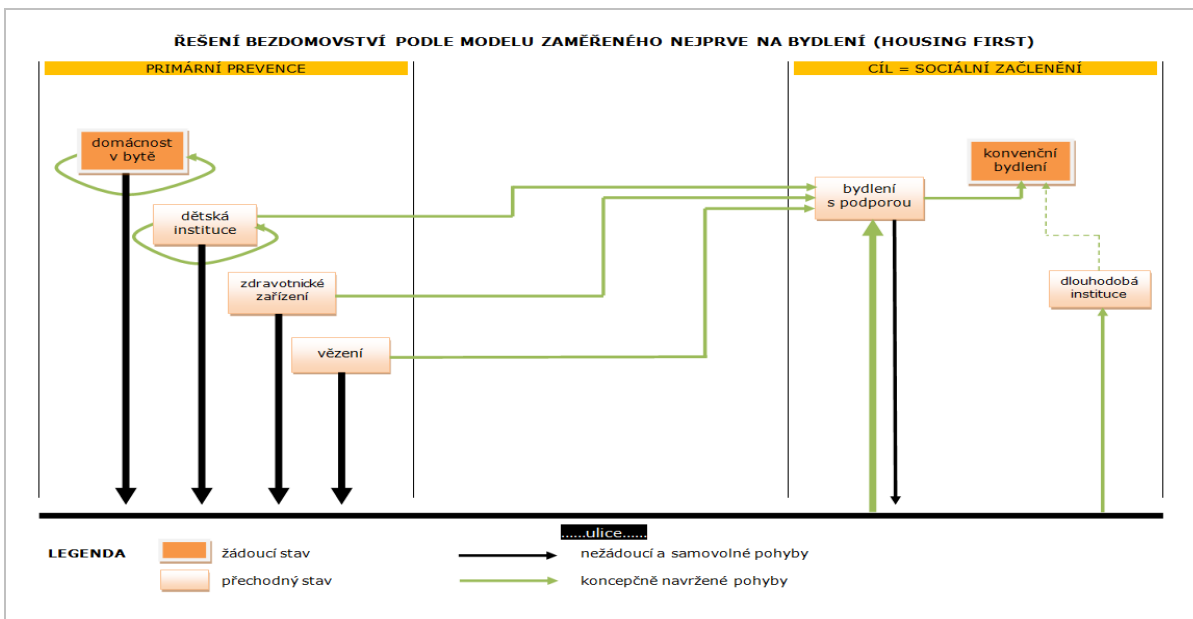 ŘEŠENÍ BEZDOMOVSTVÍ PODLE MODELU ZAMĚŘENÉHO NEJPRVE NA BYDLENÍ (HOUSING FIRST)
PRIMÁRNÍ PREVENCE
CÍL = SOCIÁLNÍ ZAČLENĚNÍ
domácnost
v bytě
dětská
instituce
zdravotnické
zařízení
vězení
bydlení
s podporou
konvenční
bydlení
dlouhodobá
instituce
......ulice......
LEGENDA
žádoucí stav
nežádoucí a samovolné pohyby
přechodný stav
koncepčně navržené pohyby